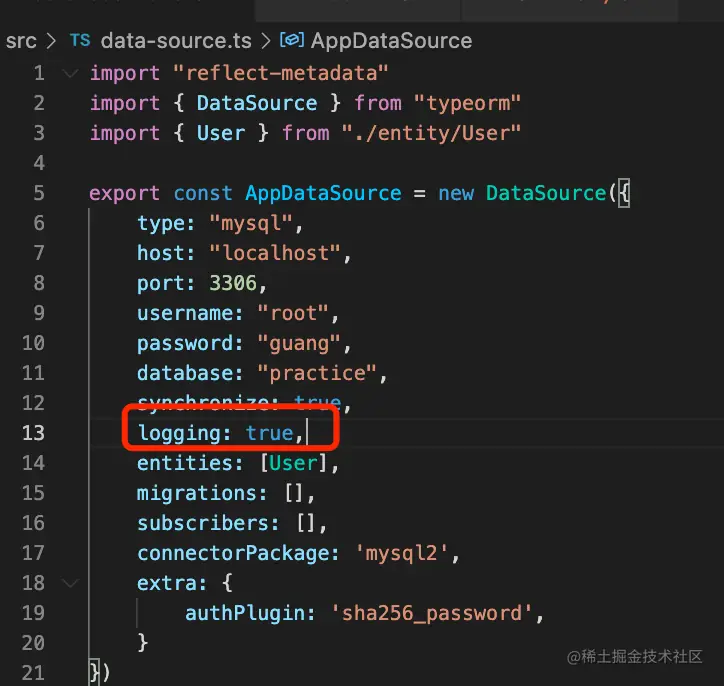 src > TS data-source.ts > AppDataSource
1 import "reflect-metadata"
2 import { DataSource } from "typeorm"
3 import { User } from "./entity/User"
4
5 export const AppDataSource = new DataSource({
6 type: "mysql",
7 host: "localhost",
8 port: 3306,
9 username: "root",
10 password: "guang",
11 database: "practice",
12 synchronize: true,
13 logging: true,
14 entities: [User],
15 migrations: [],
16 subscribers: [],
17 connectorPackage: 'mysql2',
18 extra: {
19 authPlugin: 'sha256_password',
20 }
21 })
@稀土掘金技术社区